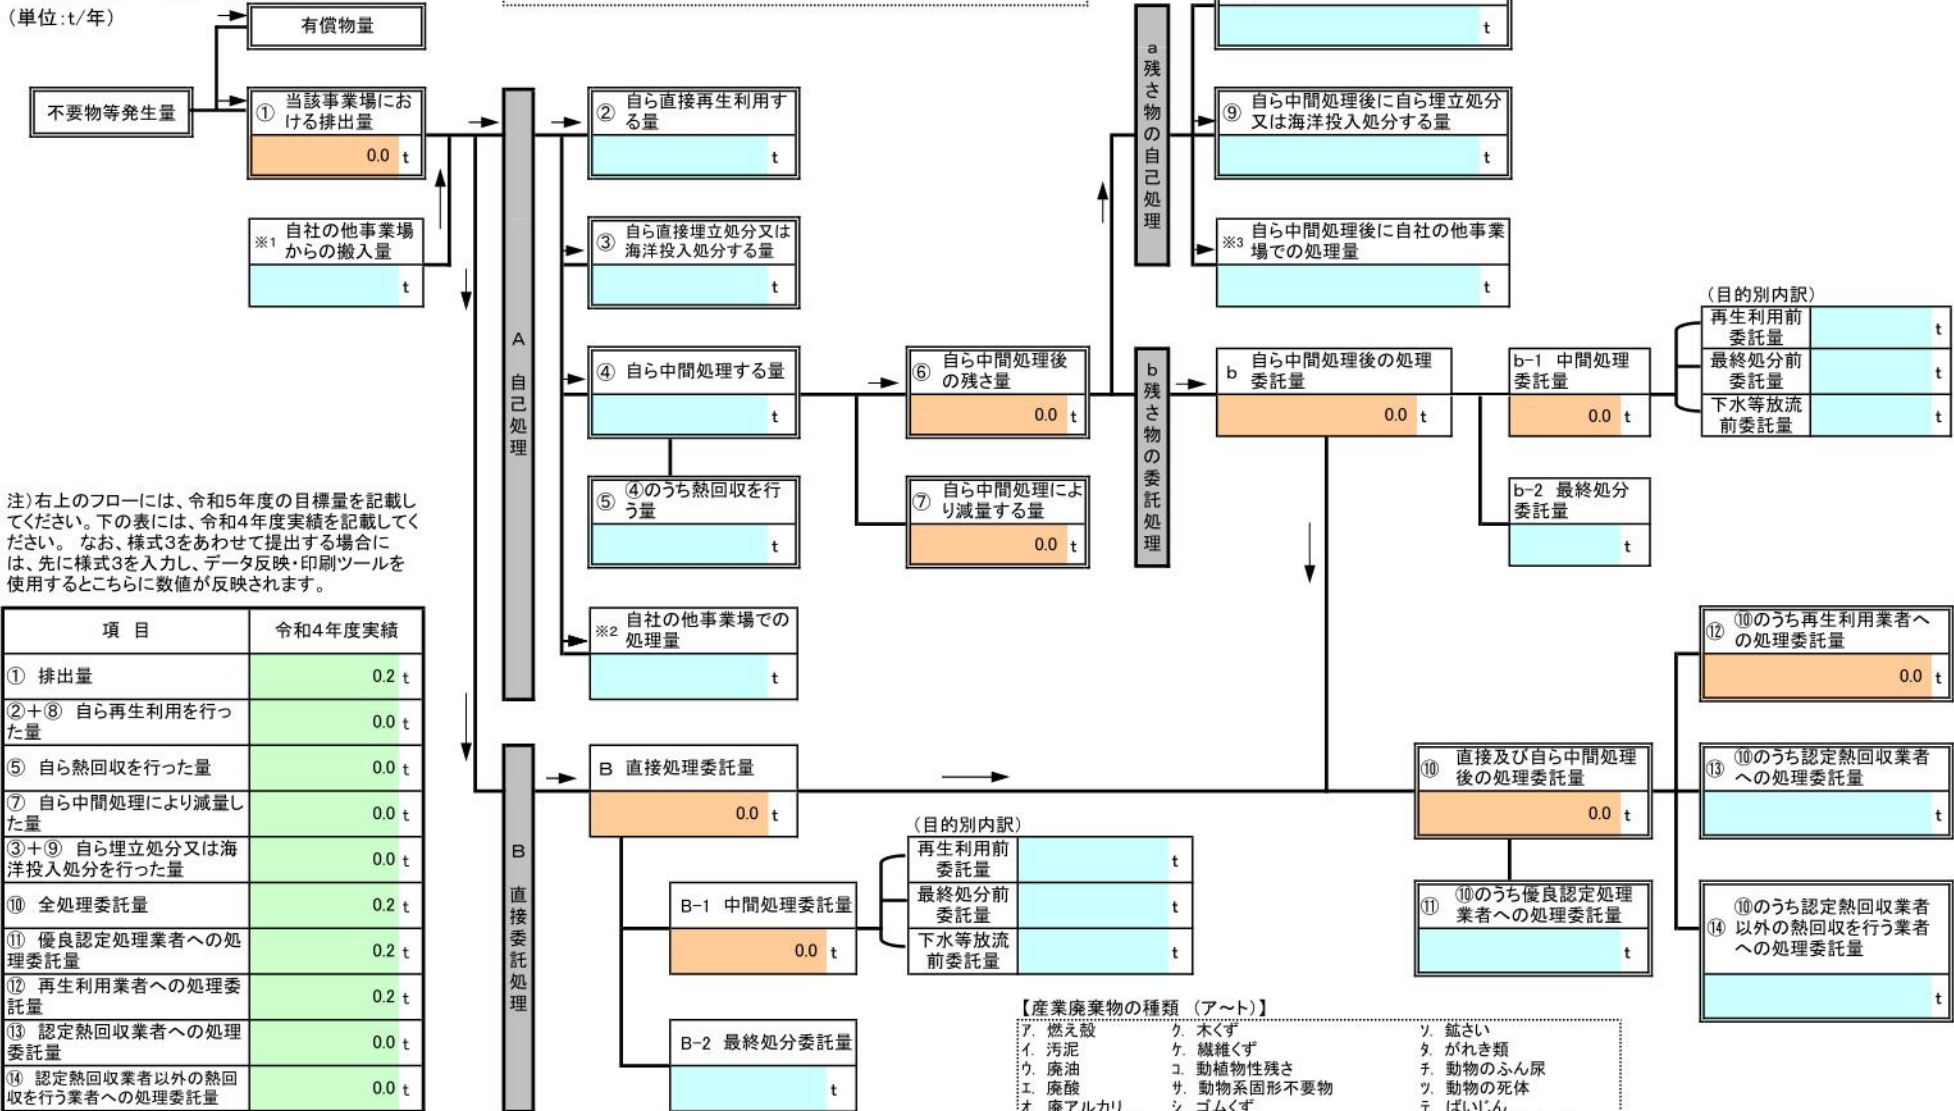 (単位:t/年)
有償物量
t
不要物等発生量
① 当該事業場にお
ける排出量
0.0 t
② 自ら直接再生利用す
る量
t
a 残さ物の自己処理
⑨ 自ら中間処理後に自ら埋立処分
又は海洋投入処分する量
t
※1 自社の他事業場
からの搬入量
t
③ 自ら直接埋立処分又は
海洋投入処分する量
t
※3 自ら中間処理後に自社の他事業
場での処理量
t
A 自己処理
④ 自ら中間処理する量
t
⑥ 自ら中間処理後
の残さ量
0.0 t
b 残さ物の委託処理
b 自ら中間処理後の処理
委託量
0.0 t
b-1 中間処理
委託量
0.0 t
(目的別内訳)
再生利用前
委託量
t
最終処分前
委託量
t
下水等放流
前委託量
t
⑤ ④のうち熱回収を行
う量
t
⑦ 自ら中間処理によ
り減量する量
0.0 t
b-2 最終処分
委託量
t
注)右上のフローには、令和5年度の目標量を記載し
てください。下の表には、令和4年度実績を記載してく
ださい。 なお、様式3をあわせて提出する場合に
は、先に様式3を入力し、データ反映・印刷ツールを
使用するとこちらに数値が反映されます。
※2 自社の他事業場での
処理量
t
項 目 令和4年度実績
① 排出量 0.2 t
②+⑧ 自ら再生利用を行っ
た量 0.0 t
⑤ 自ら熱回収を行った量 0.0 t
⑦ 自ら中間処理により減量し
た量 0.0 t
③+⑨ 自ら埋立処分又は海
洋投入処分を行った量 0.0 t
⑩ 全処理委託量 0.2 t
⑪ 優良認定処理業者への処
理委託量 0.2 t
⑫ 再生利用業者への処理委
託量 0.2 t
⑬ 認定熱回収業者への処理
委託量 0.0 t
⑭ 認定熱回収業者以外の熱回
収を行う業者への処理委託量 0.0 t
B 直接委託処理
B 直接処理委託量
0.0 t
B-1 中間処理委託量
0.0 t
(目的別内訳)
再生利用前
委託量
t
最終処分前
委託量
t
下水等放流
前委託量
t
B-2 最終処分委託量
t
⑩ 直接及び自ら中間処理
後の処理委託量
0.0 t
⑪ ⑩のうち優良認定処理
業者への処理委託量
t
⑫ ⑩のうち再生利用業者へ
の処理委託量
0.0 t
⑬ ⑩のうち認定熱回収業者
への処理委託量
t
⑭ ⑩のうち認定熱回収業者
以外の熱回収を行う業者
への処理委託量
t
【産業廃棄物の種類 (ア～ト)】
ア. 燃え殻 ク. 木くず ソ. 鉱さい
イ. 汚泥 ケ. 繊維くず タ. がれき類
ウ. 廃油 コ. 動植物性残さ チ. 動物のふん尿
エ. 廃酸 サ. 動物系固形不要物 ツ. 動物の死体
オ. 廃アルカリ シ. ゴムくず テ. ばいじん